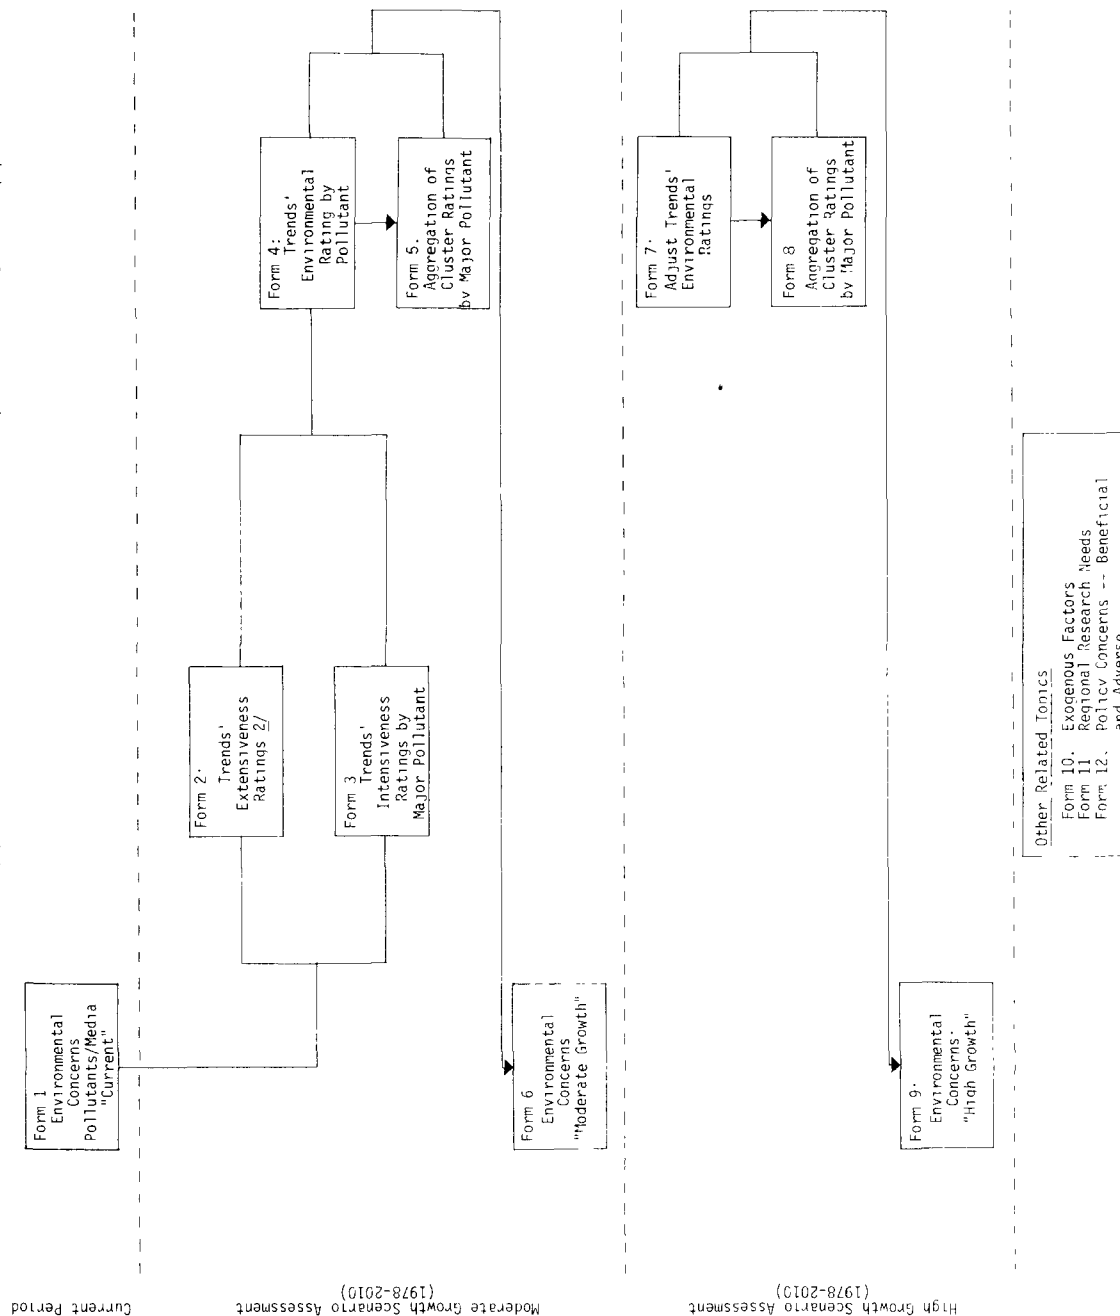 Current Period
Form 1
Environmental
Concerns
Pollutants/Media
"Current"
Moderate Growth Scenario Assessment
(1978-2010)
Form 2.
Trends'
Extensiveness
Ratings 2/
Form 3
Trends'
Intensiveness
Ratings by
Major Pollutant
Form 4:
Trends'
Environmental
Rating by
Pollutant
Form 5.
Aggregation of
Cluster Ratings
by Major Pollutant
Form 6
Environmental
Concerns
"Moderate Growth"
High Growth Scenario Assessment
(1978-2010)
Form 7.
Adjust Trends'
Environmental
Ratings
Form 8
Aggregation of
Cluster Ratings
by Major Pollutant
Form 9.
Environmental
Concerns.
"High Growth"
Other Related Topics
Form 10. Exogenous Factors
Form 11 Regional Research Needs
Form 12. Policy Concerns -- Beneficial
and Adverse